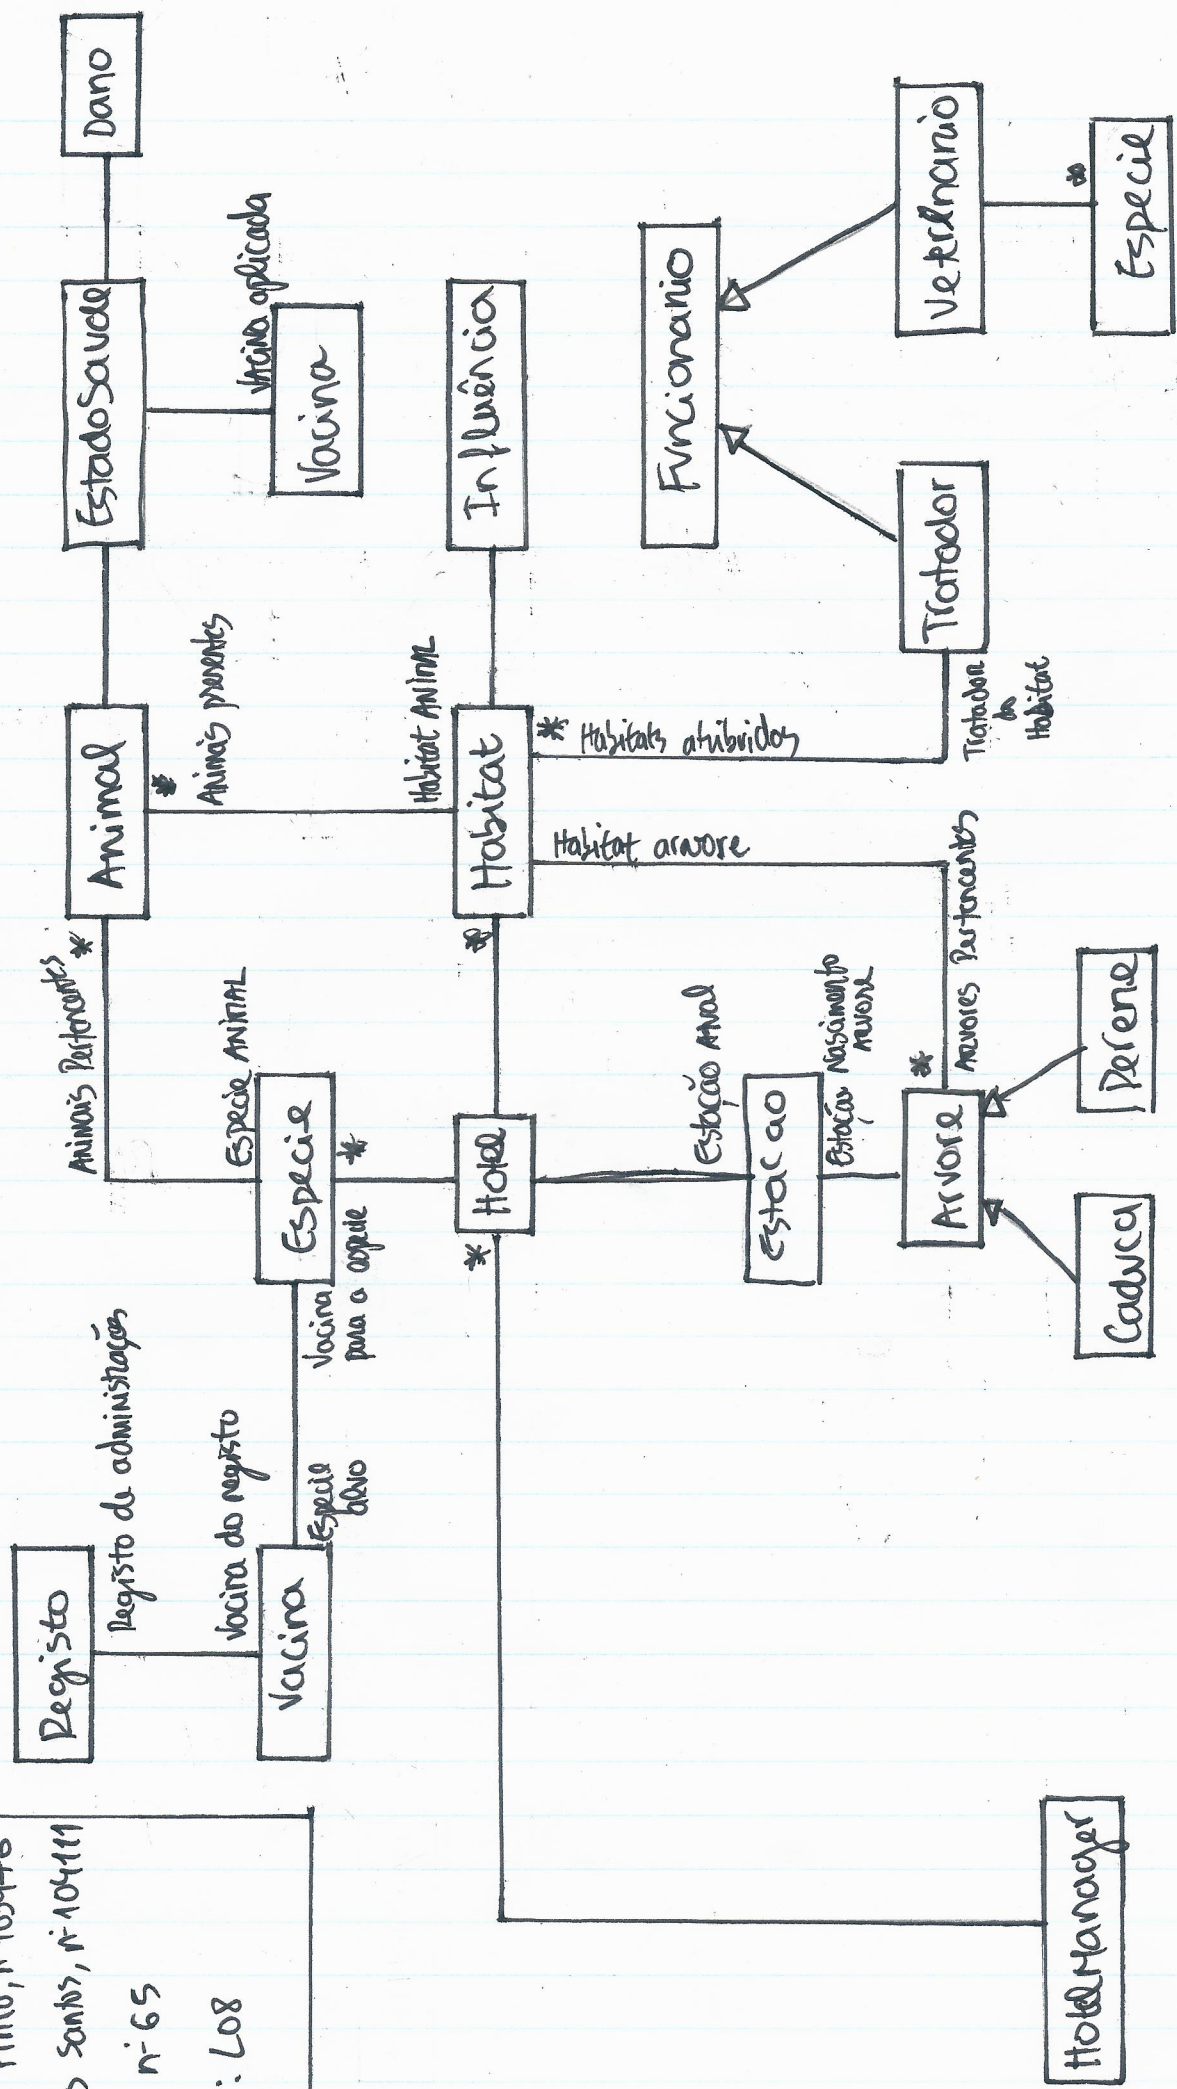 Pinto, nº
Santos, nº 104111
nº 65
: L08
Registo
Registo de administrações
Vacina do registo
Vacina
Especie
alvo
Vacina
para a especie
Animais Pertencentes
*
Especie ANIMAL
Especie
*
Animal
*
Animais presentes
EstadoSaude
Dano
Vacina aplicada
Vacina
Habitat Animal
Habitat
*
Influência
*
Hotel
*
Habitats atribuidos
Habitat arvore
Estação Atual
Estacao
Estação Nascimento
Arvore
Arvore
*
Arvores Pertencentes
Caduca
Perene
Funcionario
Tratador
Tratador
do
Habitat
Veterinario
*
Especie
HotelManager